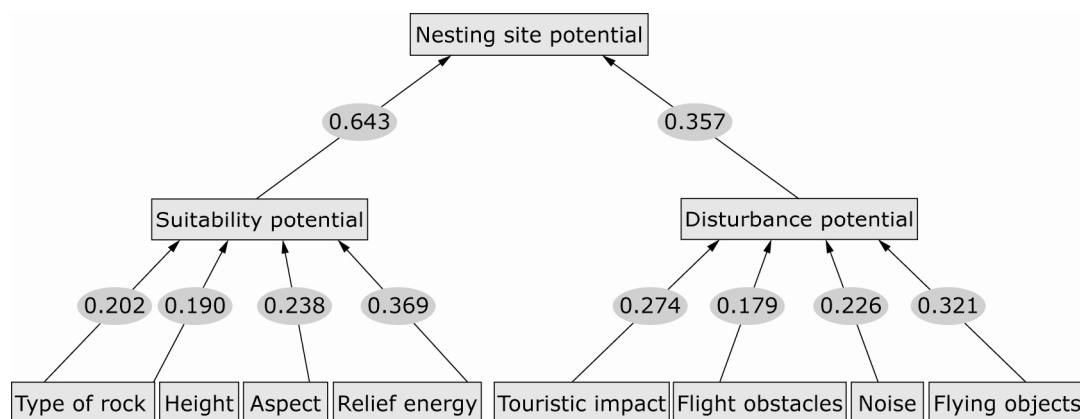 Nesting site potential
0.643 0.357
Suitability potential Disturbance potential
0.202 0.190 0.238 0.369 0.274 0.179 0.226 0.321
Type of rock Height Aspect Relief energy Touristic impact Flight obstacles Noise Flying objects